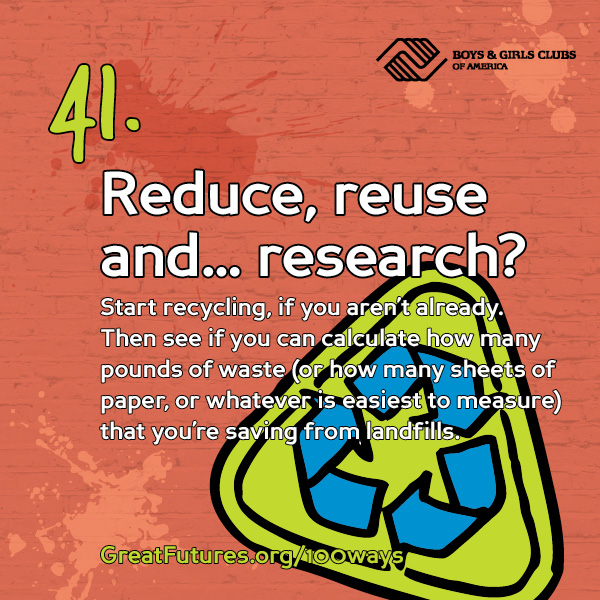 BOYS & GIRLS CLUBS
OF AMERICA
41.
Reduce, reuse
and... research?
Start recycling, if you aren't already.
Then see if you can calculate how many
pounds of waste (or how many sheets of
paper, or whatever is easiest to measure)
that you're saving from landfills.
GreatFutures.org/100ways